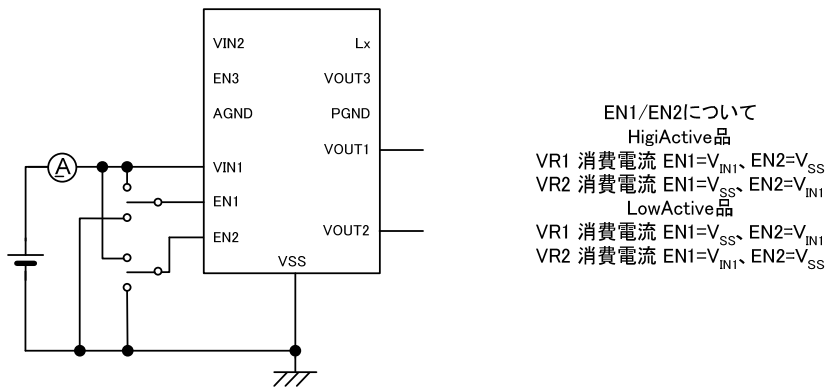 VIN2
EN3
AGND
VIN1
EN1
EN2
Lx
VOUT3
PGND
VOUT1
VOUT2
VSS
A
EN1/EN2について
HigiActive品
VR1 消費電流 EN1=VIN1、EN2=VSS
VR2 消費電流 EN1=VSS、EN2=VIN1
LowActive品
VR1 消費電流 EN1=VSS、EN2=VIN1
VR2 消費電流 EN1=VIN1、EN2=VSS